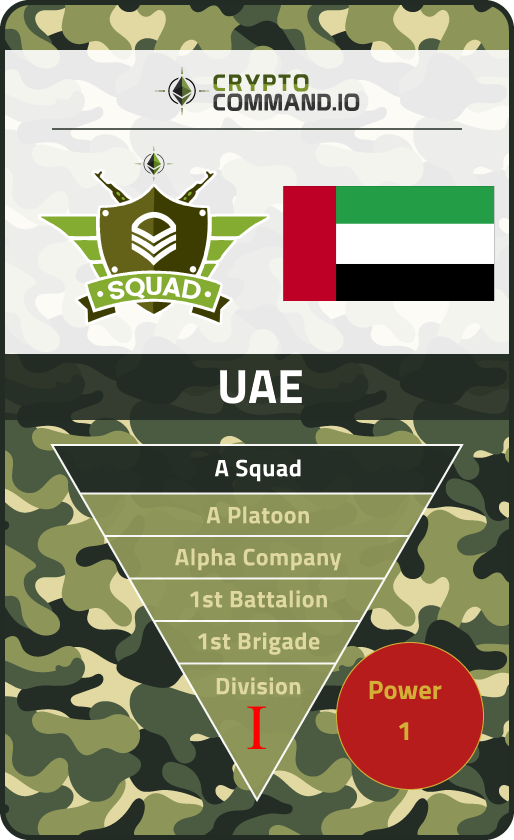 CRYPTO
COMMAND.IO
SQUAD
UAE
A Squad
A Platoon
Alpha Company
1st Battalion
1st Brigade
Division
I
Power
1